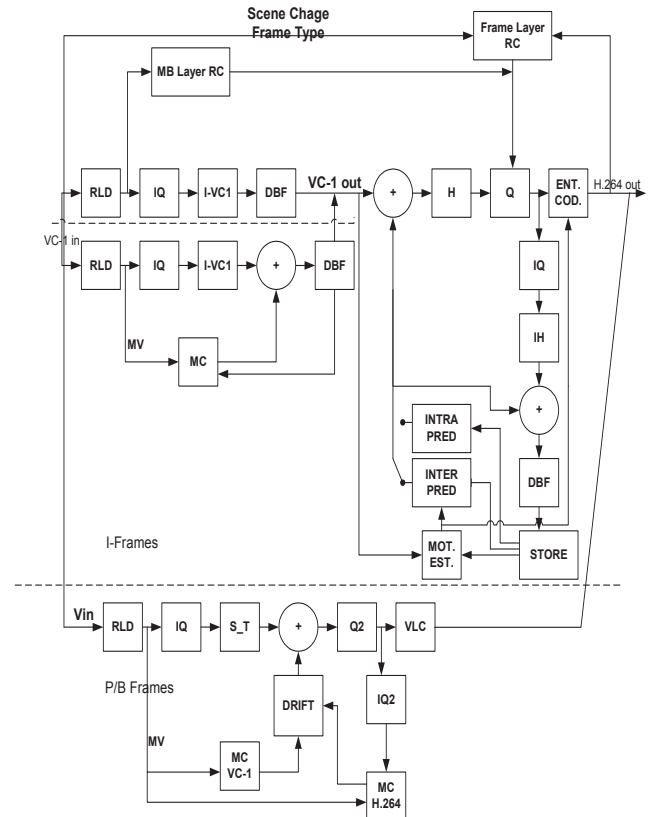 Scene Chage
Frame Type
Frame Layer
RC
MB Layer RC
RLD
IQ
I-VC1
DBF
VC-1 out
+
H
Q
ENT.
COD.
H.264 out
VC-1 in
RLD
IQ
I-VC1
+
DBF
IQ
MV
MC
IH
+
INTRA
PRED
INTER
PRED
DBF
I-Frames
MOT.
EST.
STORE
Vin
RLD
IQ
S_T
+
Q2
VLC
P/B Frames
DRIFT
IQ2
MV
MC
VC-1
MC
H.264